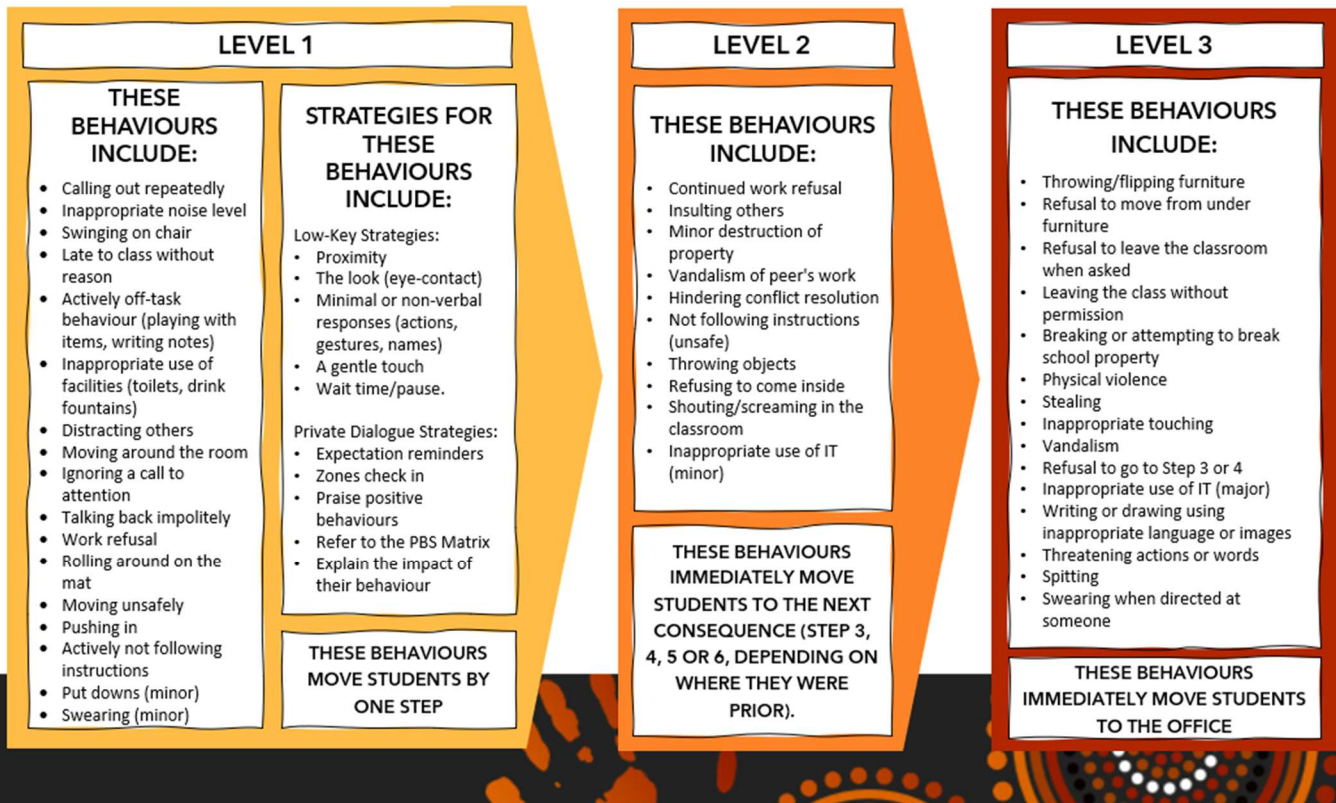 LEVEL 1
THESE
BEHAVIOURS
INCLUDE:
• Calling out repeatedly
• Inappropriate noise level
• Swinging on chair
• Late to class without
reason
• Actively off-task
behaviour (playing with
items, writing notes)
• Inappropriate use of
facilities (toilets, drink
fountains)
• Distracting others
• Moving around the room
• Ignoring a call to
attention
• Talking back impolitely
• Work refusal
• Rolling around on the
mat
• Moving unsafely
• Pushing in
• Actively not following
instructions
• Put downs (minor)
• Swearing (minor)
STRATEGIES FOR
THESE
BEHAVIOURS
INCLUDE:
Low-Key Strategies:
• Proximity
• The look (eye-contact)
• Minimal or non-verbal
responses (actions,
gestures, names)
• A gentle touch
• Wait time/pause.
Private Dialogue Strategies:
• Expectation reminders
• Zones check in
• Praise positive
behaviours
• Refer to the PBS Matrix
• Explain the impact of
their behaviour
THESE BEHAVIOURS
MOVE STUDENTS BY
ONE STEP
LEVEL 2
THESE BEHAVIOURS
INCLUDE:
• Continued work refusal
• Insulting others
• Minor destruction of
property
• Vandalism of peer's work
• Hindering conflict resolution
• Not following instructions
(unsafe)
• Throwing objects
• Refusing to come inside
• Shouting/screaming in the
classroom
• Inappropriate use of IT
(minor)
THESE BEHAVIOURS
IMMEDIATELY MOVE
STUDENTS TO THE NEXT
CONSEQUENCE (STEP 3,
4, 5 OR 6, DEPENDING ON
WHERE THEY WERE
PRIOR).
LEVEL 3
THESE BEHAVIOURS
INCLUDE:
• Throwing/flipping furniture
• Refusal to move from under
furniture
• Refusal to leave the classroom
when asked
• Leaving the class without
permission
• Breaking or attempting to break
school property
• Physical violence
• Stealing
• Inappropriate touching
• Vandalism
• Refusal to go to Step 3 or 4
• Inappropriate use of IT (major)
• Writing or drawing using
inappropriate language or images
• Threatening actions or words
• Spitting
• Swearing when directed at
someone
THESE BEHAVIOURS
IMMEDIATELY MOVE STUDENTS
TO THE OFFICE